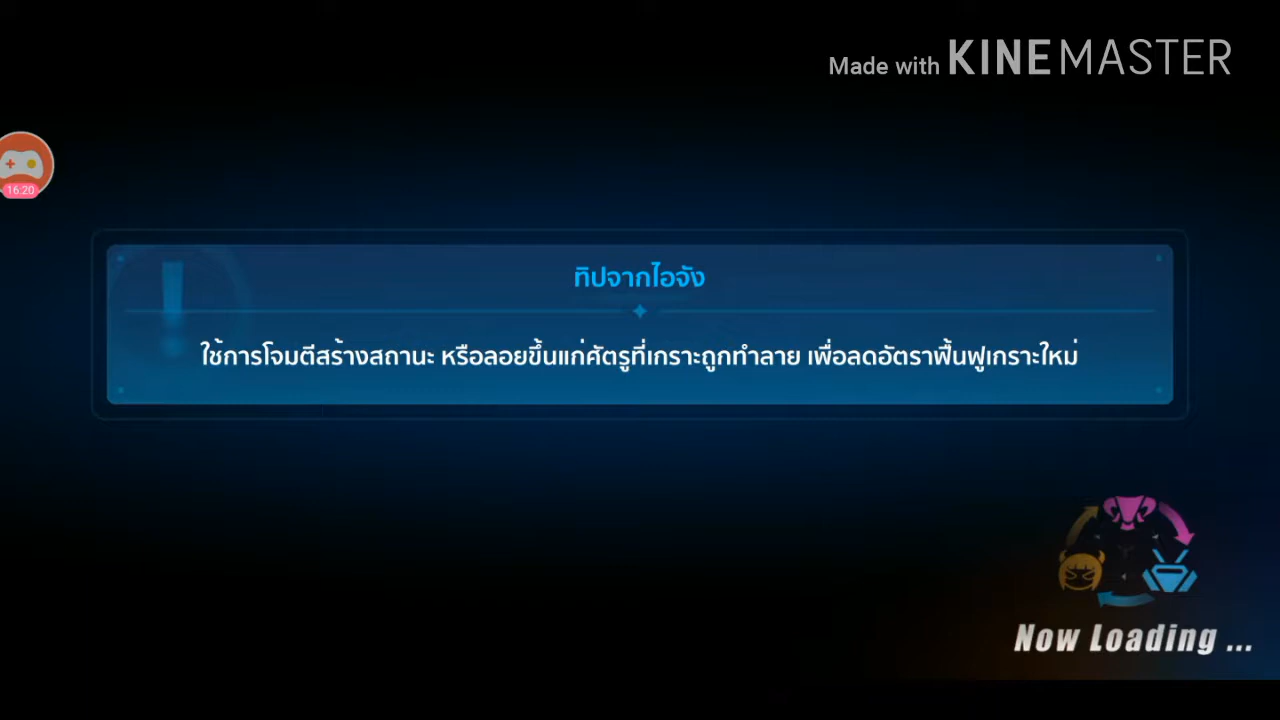 Made with KINEMASTER
16:20
ทิปจากไอจัง
ใช้การโจมตีสร้างสถานะ หรือลอยขึ้นแก่ศัตรูที่เกราะถูกทำลาย เพื่อลดอัตราฟื้นฟูเกราะใหม่
Now Loading ...